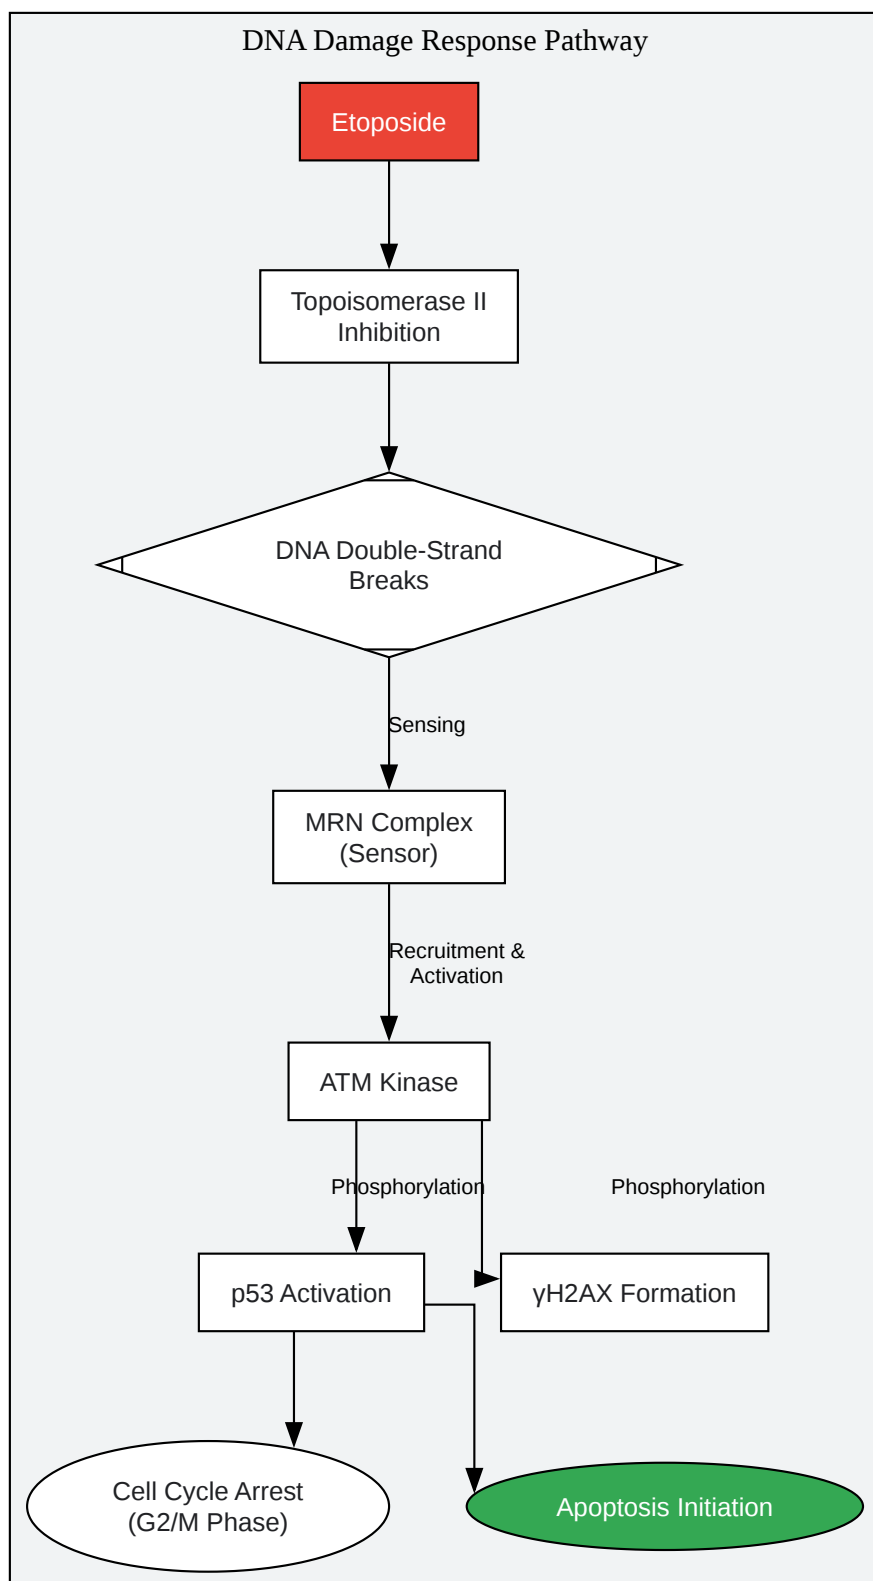 DNA Damage Response Pathway
Etoposide
Topoisomerase II
Inhibition
DNA Double-Strand
Breaks
Sensing
MRN Complex
(Sensor)
Recruitment &
Activation
ATM Kinase
Phosphorylation
Phosphorylation
p53 Activation
γH2AX Formation
Cell Cycle Arrest
(G2/M Phase)
Apoptosis Initiation